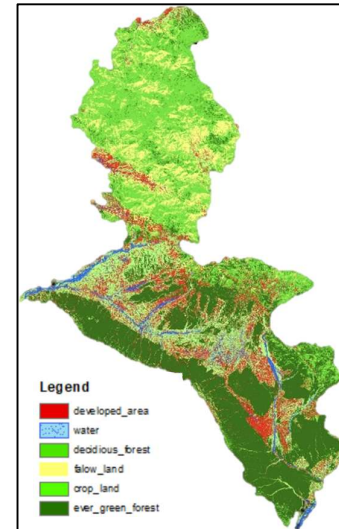 Legend
developed_area
water
decidious_forest
falow_land
crop_land
ever_green_forest